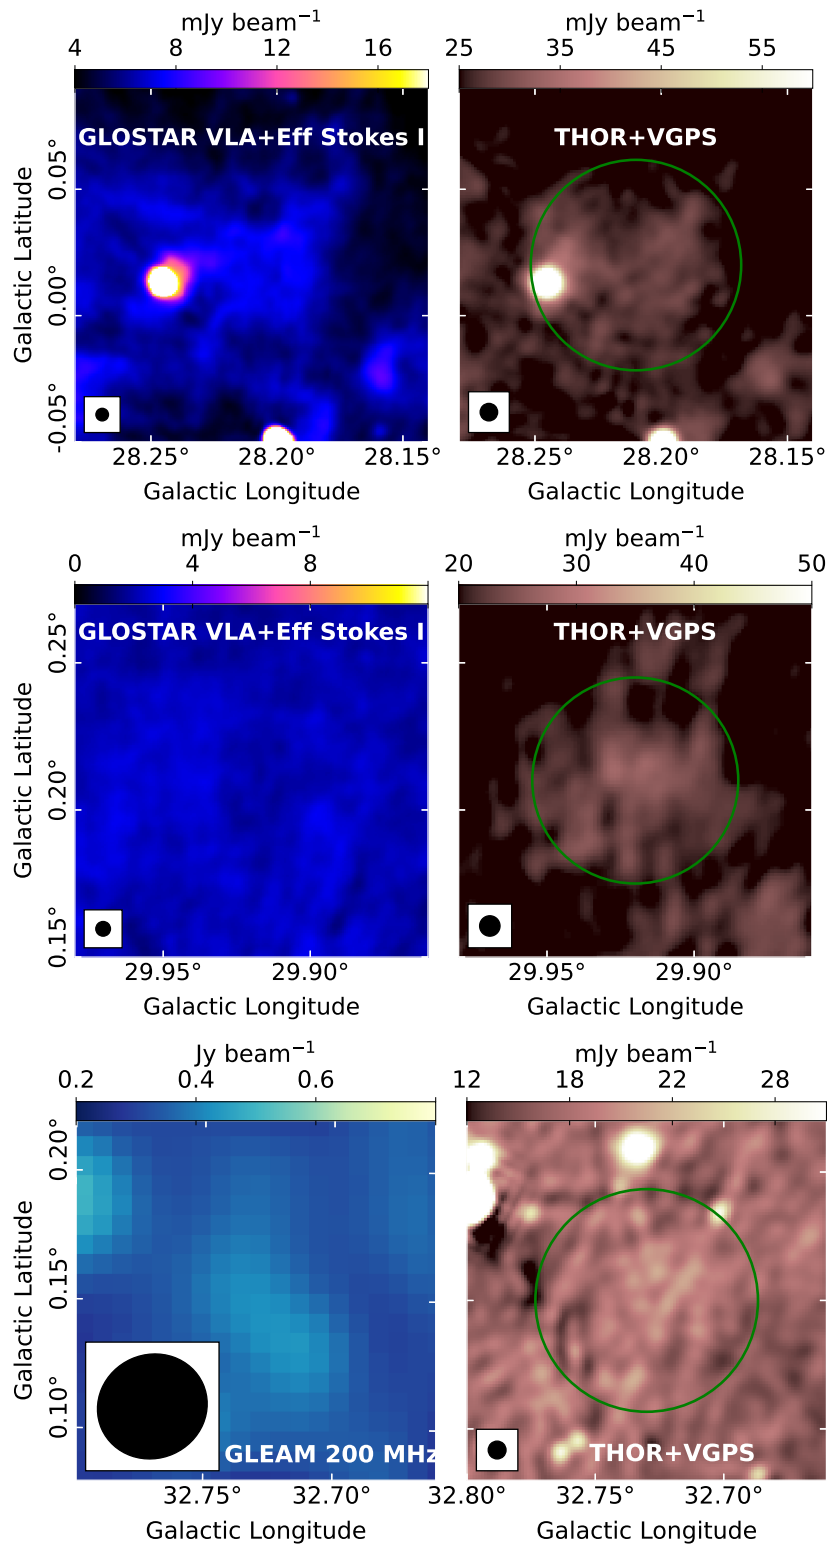 mJy beam⁻¹ mJy beam⁻¹
4 8 12 16 25 35 45 55
GLOSTAR VLA+Eff Stokes I THOR+VGPS
Galactic Latitude
0.05°
0.00°
-0.05°
28.25° 28.20° 28.15° 28.25° 28.20° 28.15°
Galactic Longitude Galactic Longitude
mJy beam⁻¹ mJy beam⁻¹
0 4 8 20 30 40 50
GLOSTAR VLA+Eff Stokes I THOR+VGPS
Galactic Latitude
0.25°
0.20°
0.15°
29.95° 29.90° 29.95° 29.90°
Galactic Longitude Galactic Longitude
Jy beam⁻¹ mJy beam⁻¹
0.2 0.4 0.6 12 18 22 28
Galactic Latitude
0.20°
0.15°
0.10°
GLEAM 200 MHz THOR+VGPS
32.75° 32.70° 32.80° 32.75° 32.70°
Galactic Longitude Galactic Longitude